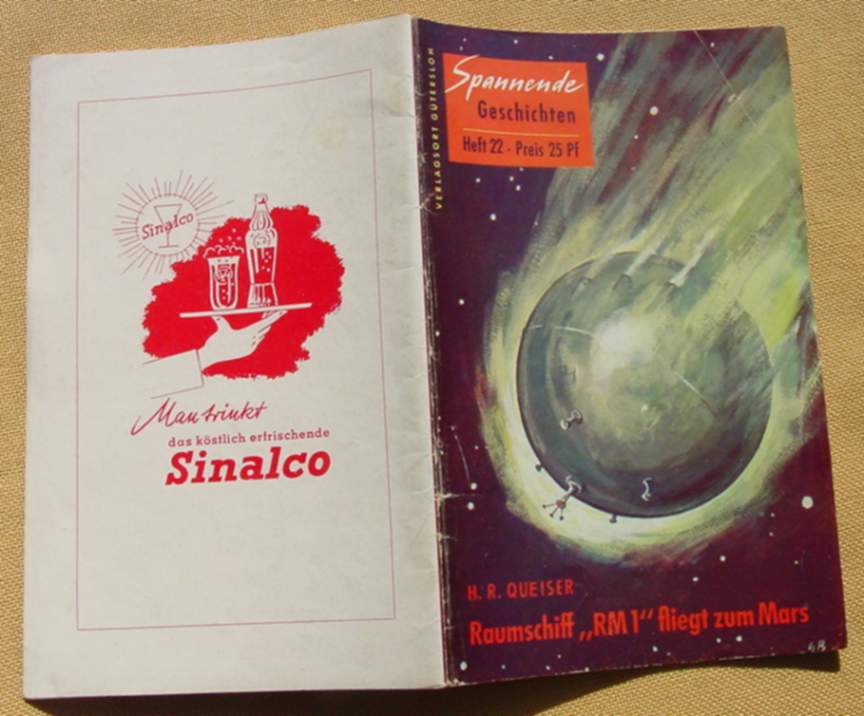 Sinalco
Man trinkt
das köstlich erfrischende
Sinalco
VERLAGSORT GÜTERSLOH
Spannende
Geschichten
Heft 22 - Preis 25 Pf
H. R. QUEISER
Raumschiff „RM 1“ fliegt zum Mars